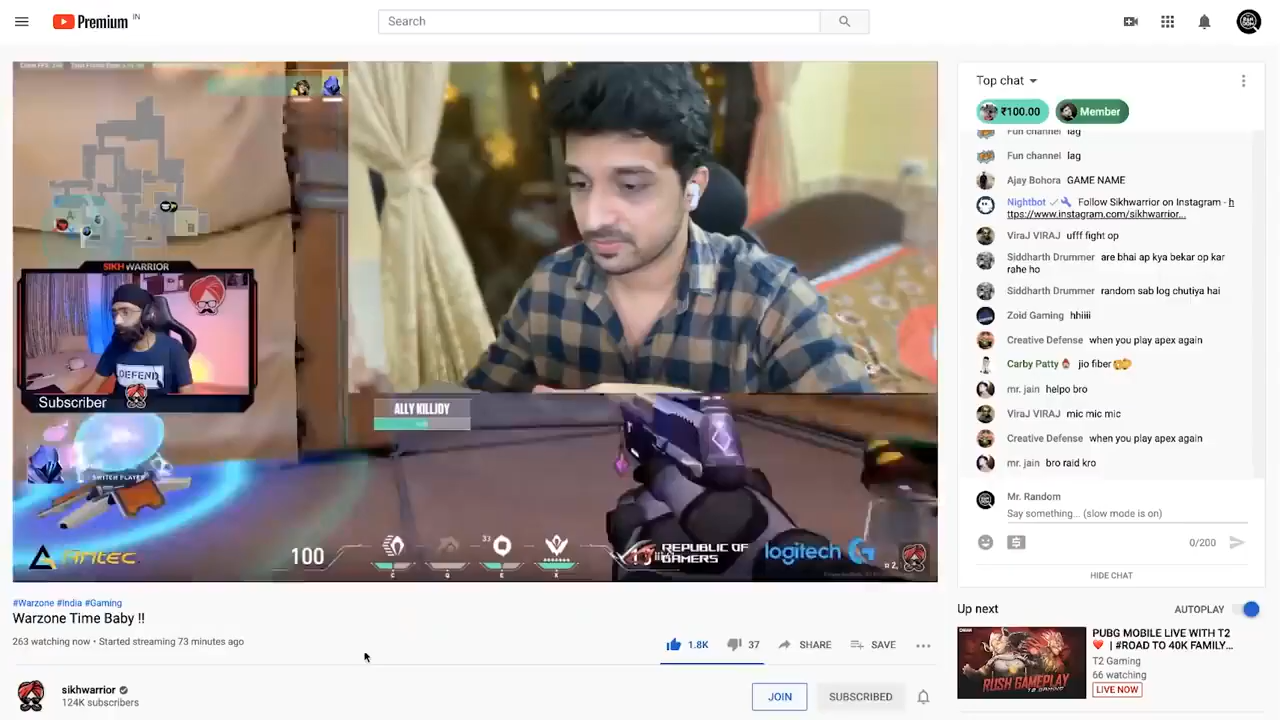 Premium IN
Search
SIKHWARRIOR
DEFEND
Subscriber
ALLY KILLJOY
SWITCH PLAYER
ANTEC
100
C
Q
E
X
REPUBLIC OF
GAMERS
logitech G
#Warzone #India #Gaming
Warzone Time Baby !!
263 watching now • Started streaming 73 minutes ago
1.8K
37
SHARE
SAVE
sikhwarrior
124K subscribers
JOIN
SUBSCRIBED
Top chat
₹100.00
Member
Fun channel lag
Fun channel lag
Ajay Bohora GAME NAME
Nightbot Follow Sikhwarrior on Instagram - h
ttps://www.instagram.com/sikhwarrior...
ViraJ VIRAJ ufff fight op
Siddharth Drummer are bhai ap kya bekar op kar
rahe ho
Siddharth Drummer random sab log chutiya hai
Zoid Gaming hhiiii
Creative Defense when you play apex again
Carby Patty jio fiber
mr. jain helpo bro
ViraJ VIRAJ mic mic mic
Creative Defense when you play apex again
mr. jain bro raid kro
Mr. Random
Say something... (slow mode is on)
0/200
HIDE CHAT
Up next
AUTOPLAY
RUSH GAMEPLAY
PUBG MOBILE LIVE WITH T2
| #ROAD TO 40K FAMILY...
T2 Gaming
66 watching
LIVE NOW